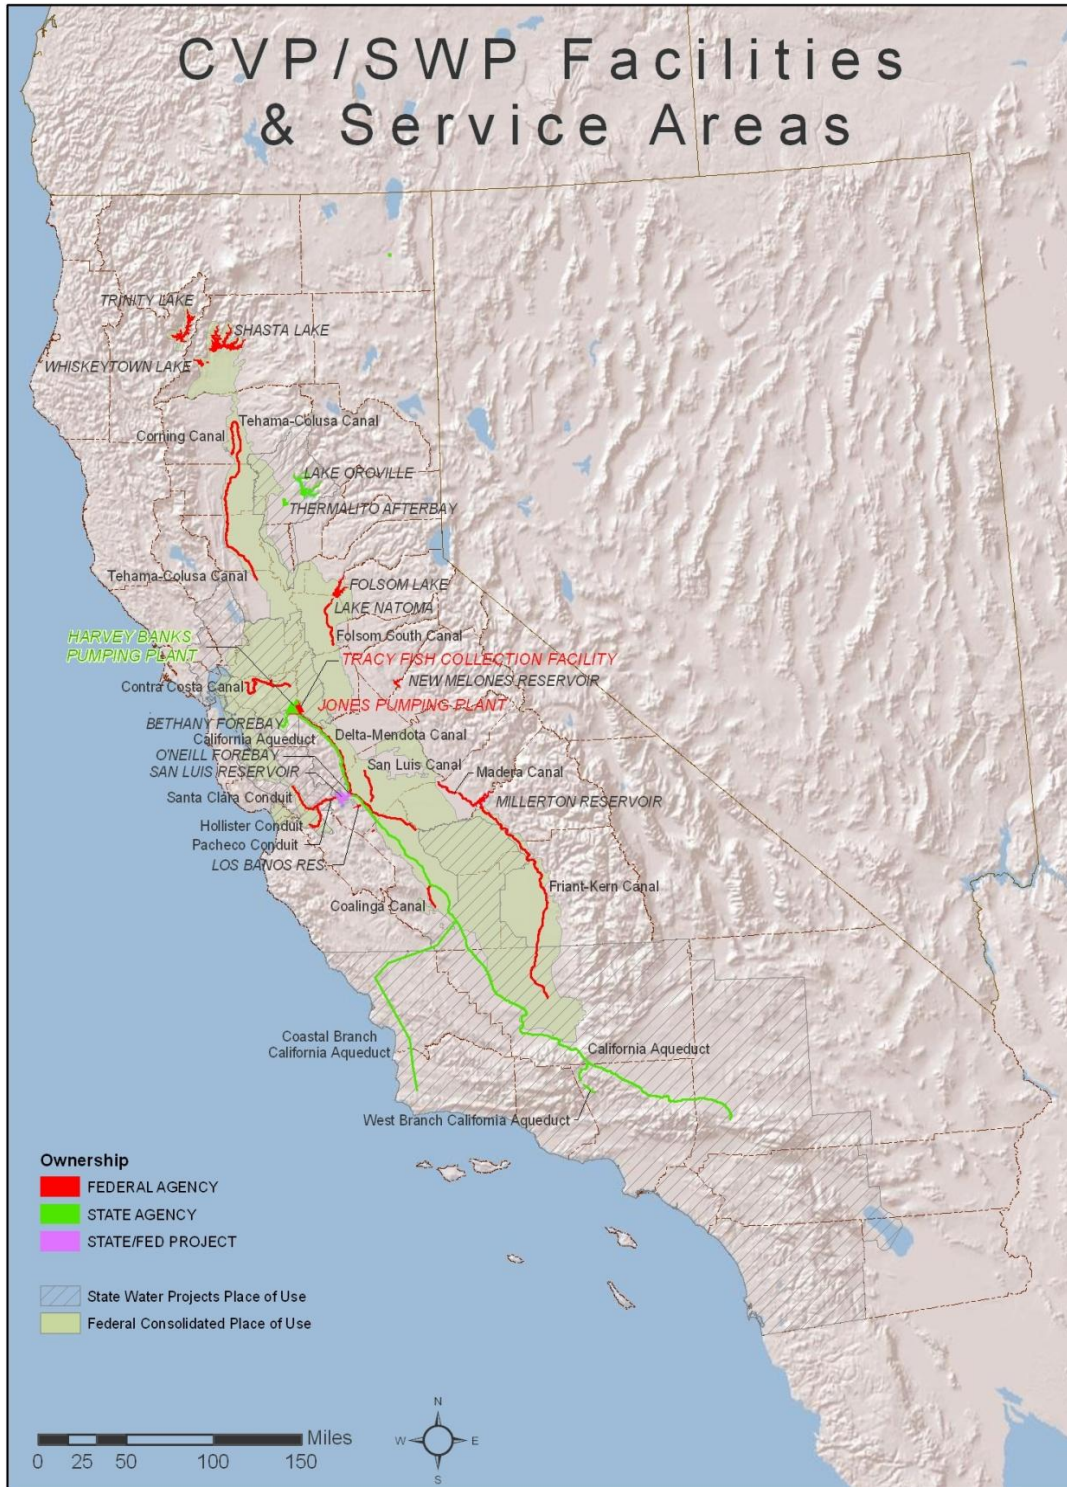 CVP/SWP Facilities
& Service Areas
TRINITY LAKE
SHASTA LAKE
WHISKEYTOWN LAKE
Tehama-Colusa Canal
Corning Canal
LAKE OROVILLE
THERMALITO AFTERBAY
Tehama-Colusa Canal
FOLSOM LAKE
LAKE NATOMA
HARVEY BANKS
PUMPING PLANT
Folsom South Canal
TRACY FISH COLLECTION FACILITY
Contra Costa Canal
NEW MELONES RESERVOIR
JONES PUMPING PLANT
BETHANY FOREBAY
California Aqueduct
Delta-Mendota Canal
O'NEILL FOREBAY
San Luis Canal
SAN LUIS RESERVOIR
Madera Canal
Santa Clara Conduit
MILLERTON RESERVOIR
Hollister Conduit
Pacheco Conduit
LOS BANOS RES.
Friant-Kern Canal
Coalinga Canal
Coastal Branch
California Aqueduct
California Aqueduct
West Branch California Aqueduct
Ownership
FEDERAL AGENCY
STATE AGENCY
STATE/FED PROJECT
State Water Projects Place of Use
Federal Consolidated Place of Use
N
W E
S
Miles
0 25 50 100 150